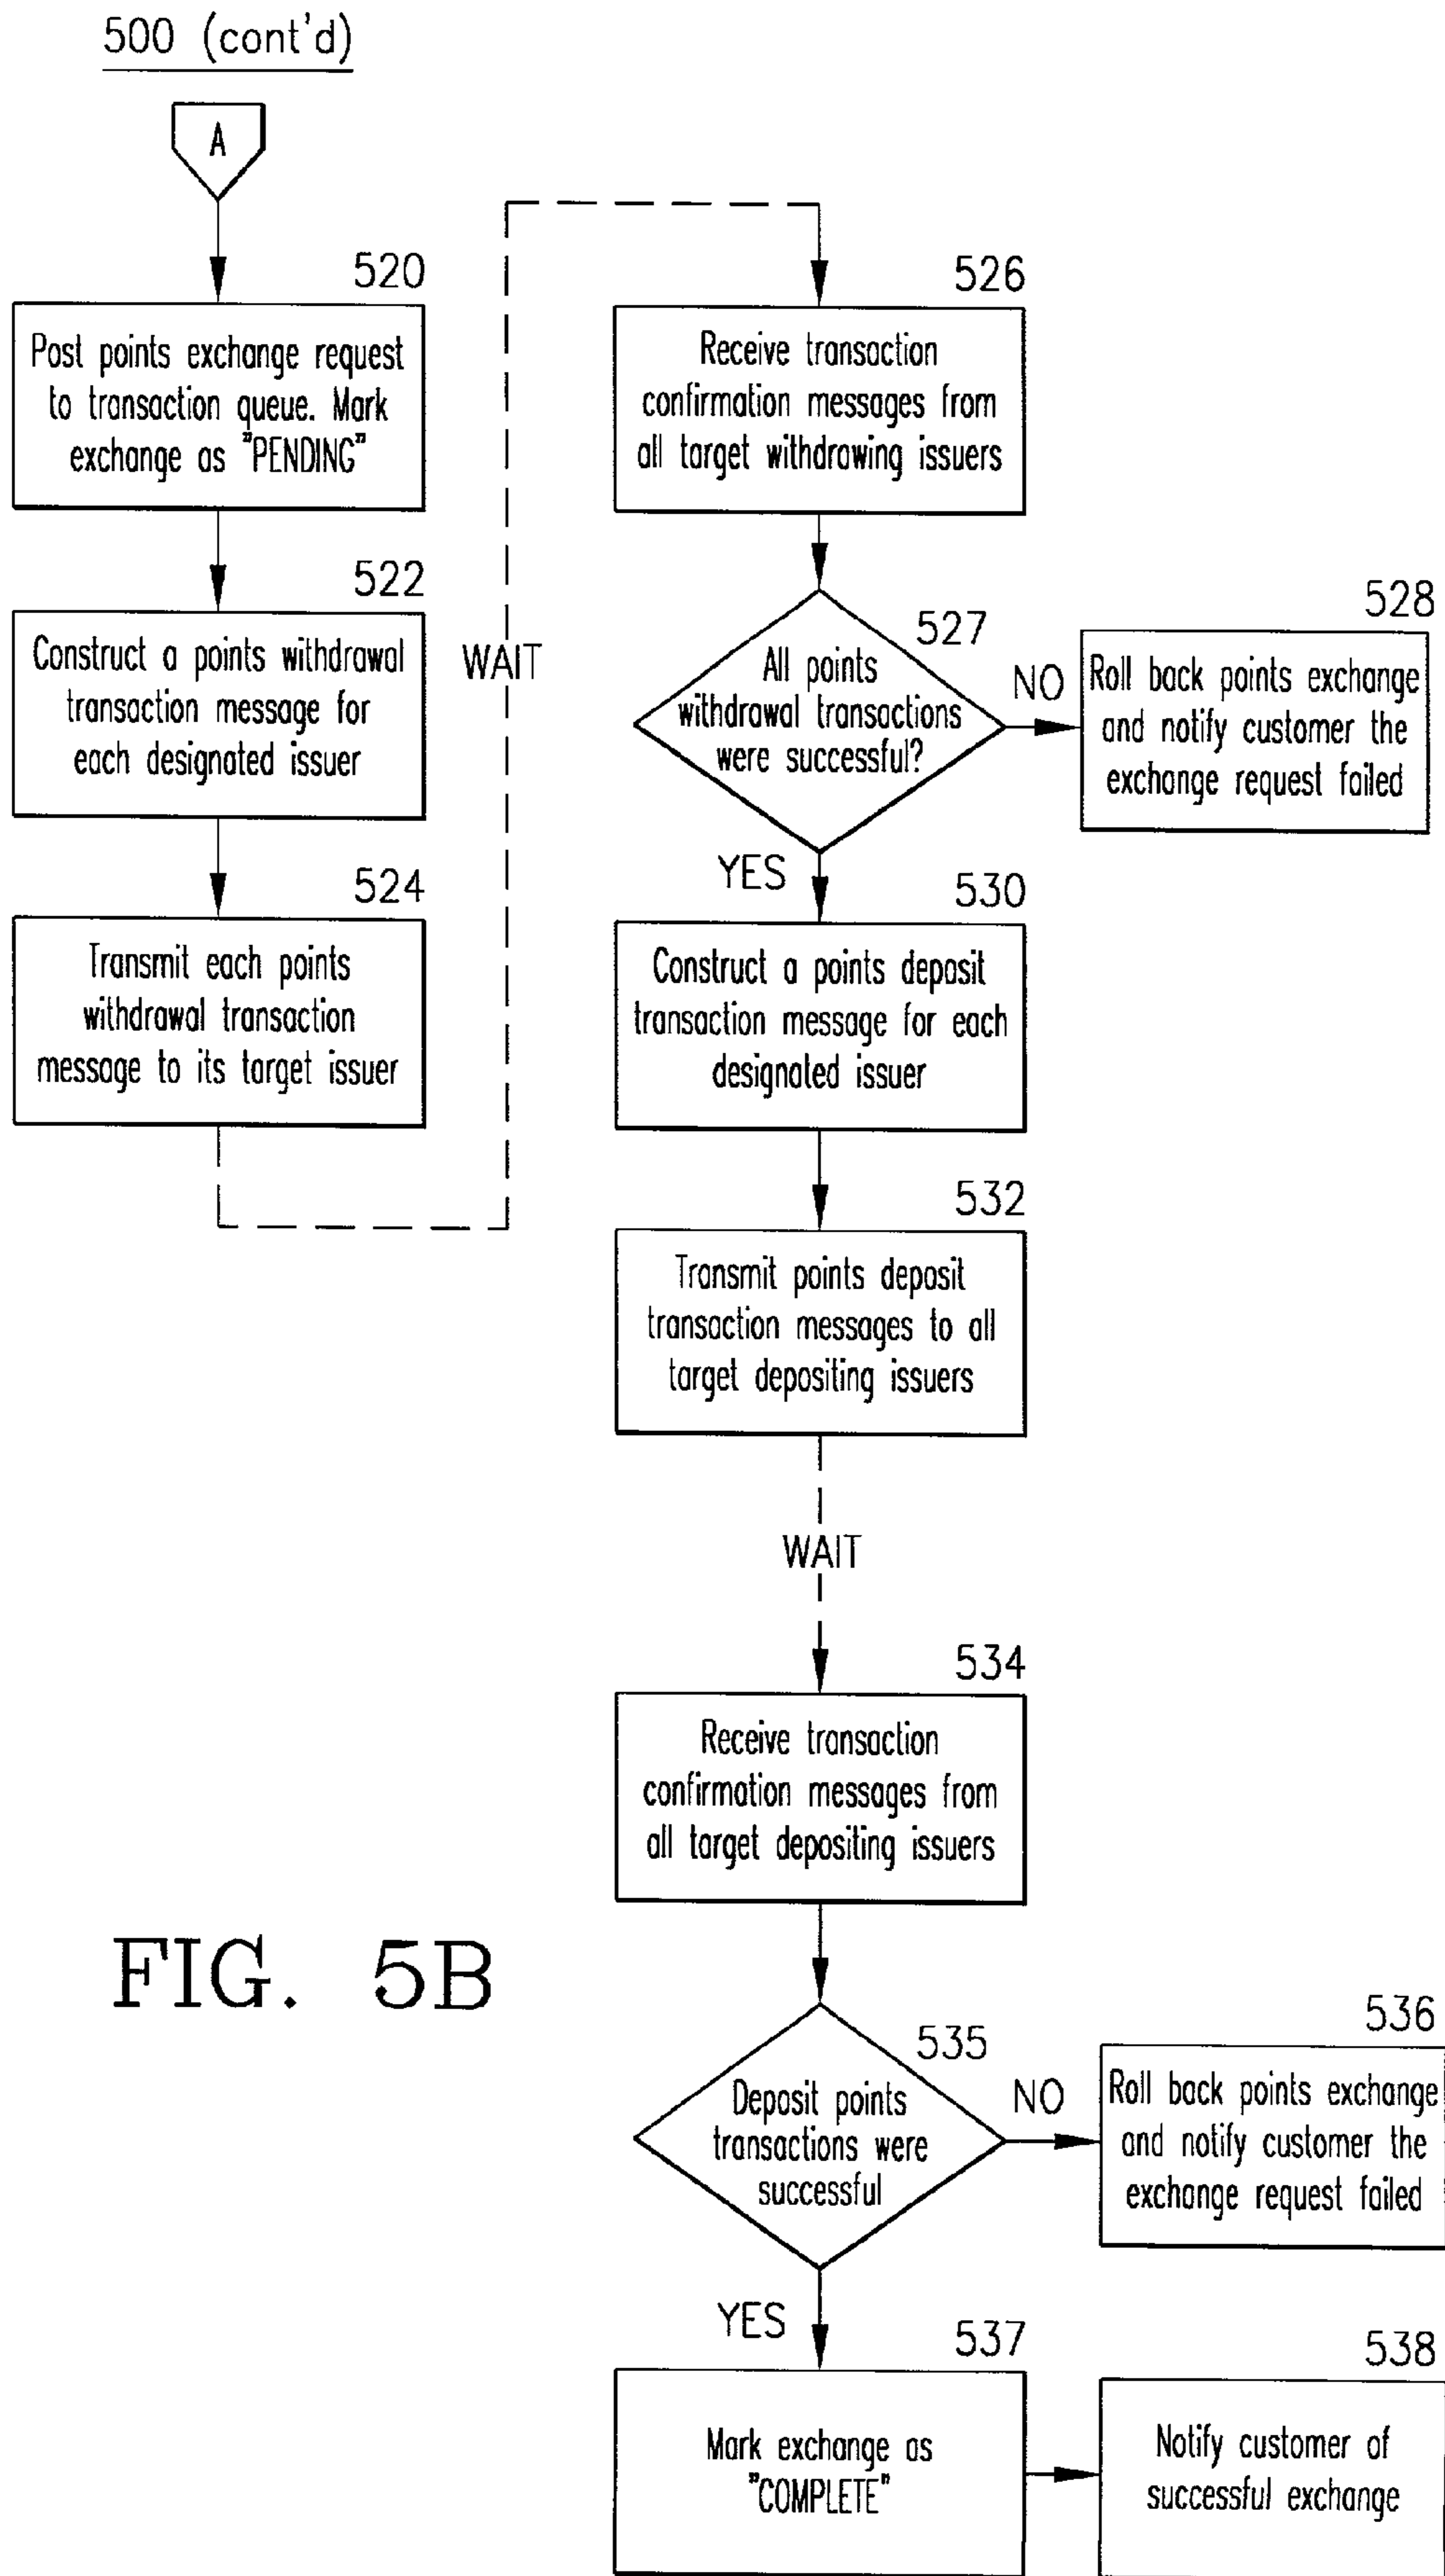 500 (cont'd)
A
520
Post points exchange request
to transaction queue. Mark
exchange as "PENDING"
522
Construct a points withdrawal
transaction message for
each designated issuer
524
Transmit each points
withdrawal transaction
message to its target issuer
WAIT
526
Receive transaction
confirmation messages from
all target withdrawing issuers
527
All points
withdrawal transactions
were successful?
NO
528
Roll back points exchange
and notify customer the
exchange request failed
YES
530
Construct a points deposit
transaction message for each
designated issuer
532
Transmit points deposit
transaction messages to all
target depositing issuers
WAIT
534
Receive transaction
confirmation messages from
all target depositing issuers
535
Deposit points
transactions were
successful
NO
536
Roll back points exchange
and notify customer the
exchange request failed
YES
537
Mark exchange as
"COMPLETE"
538
Notify customer of
successful exchange
FIG. 5B